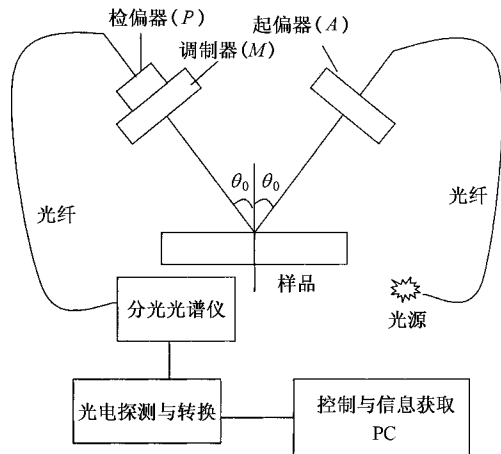 检偏器(P)
起偏器(A)
调制器(M)
θ₀ θ₀
光纤
光纤
样品
分光光谱仪
光源
光电探测与转换
控制与信息获取
PC